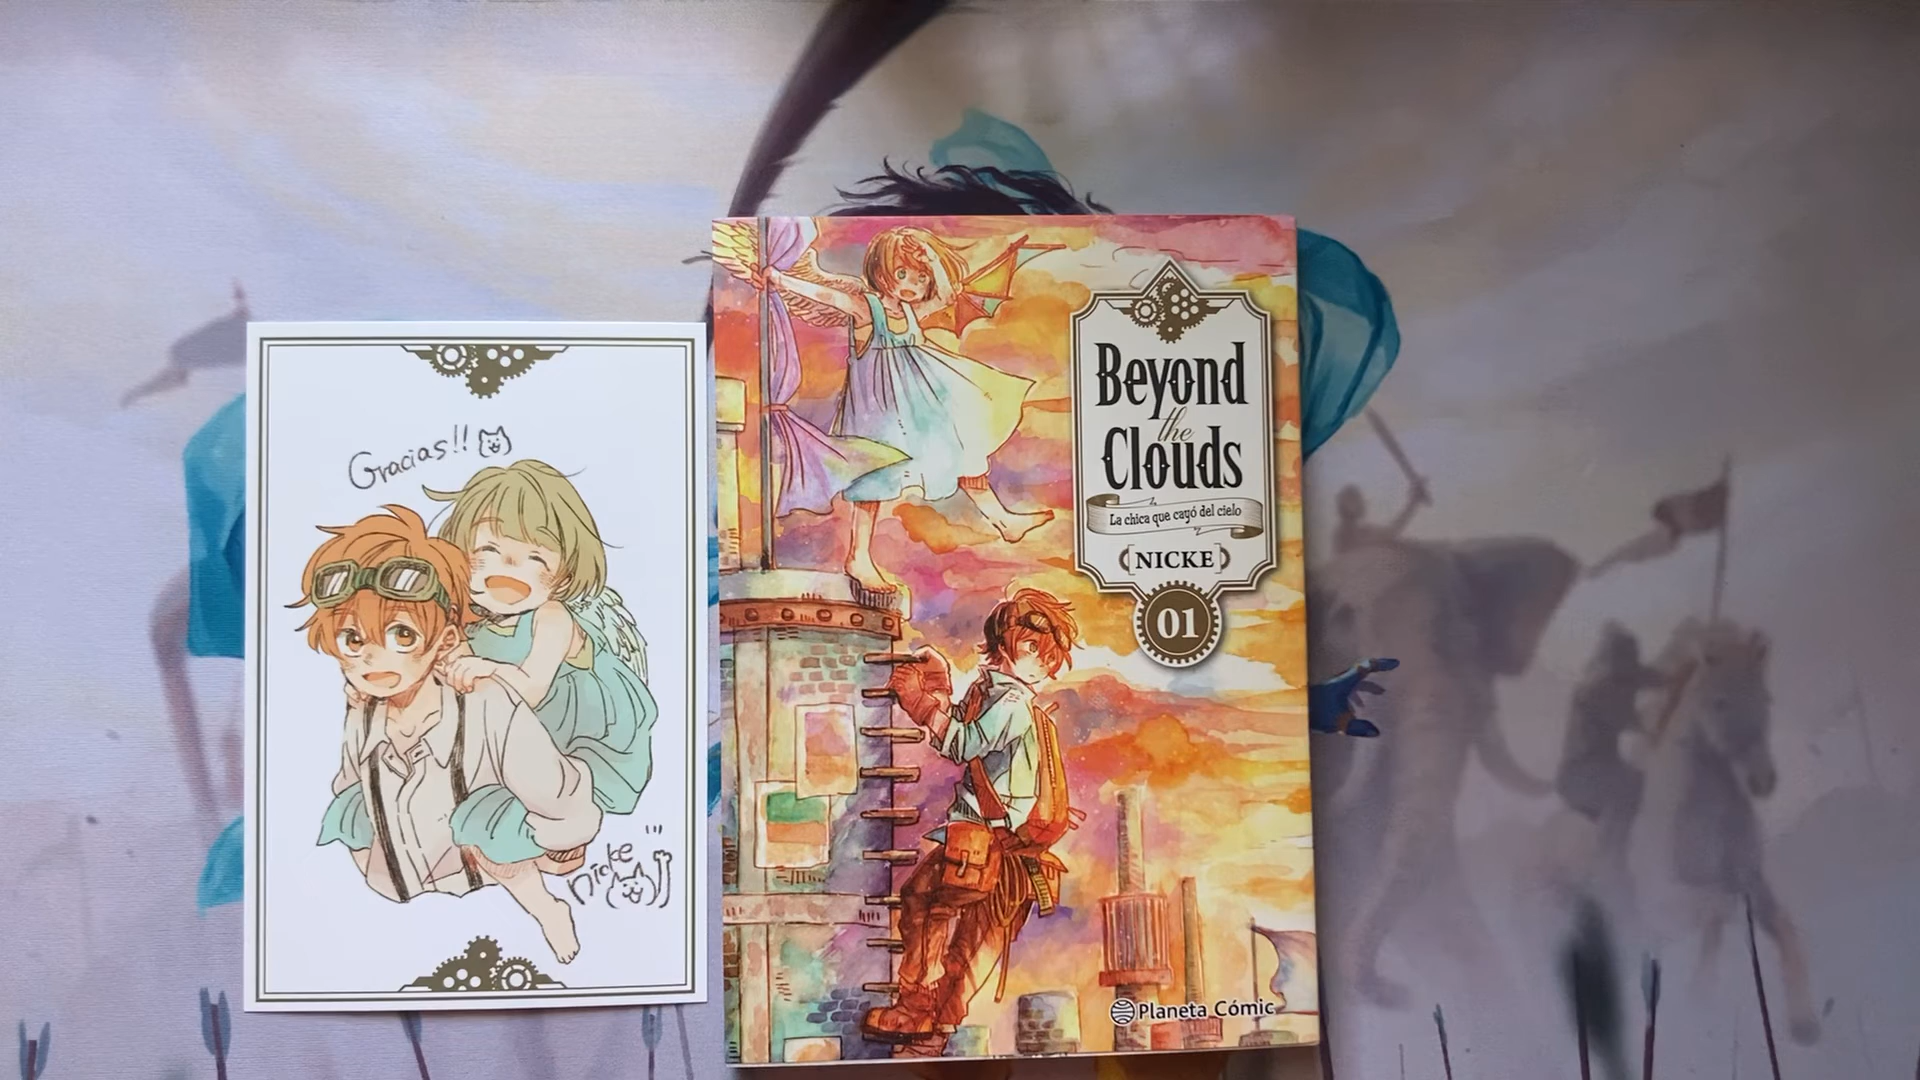 Gracias!!
nicke
Beyond
the
Clouds
La chica que cayó del cielo
NICKE
01
Planeta Cómic